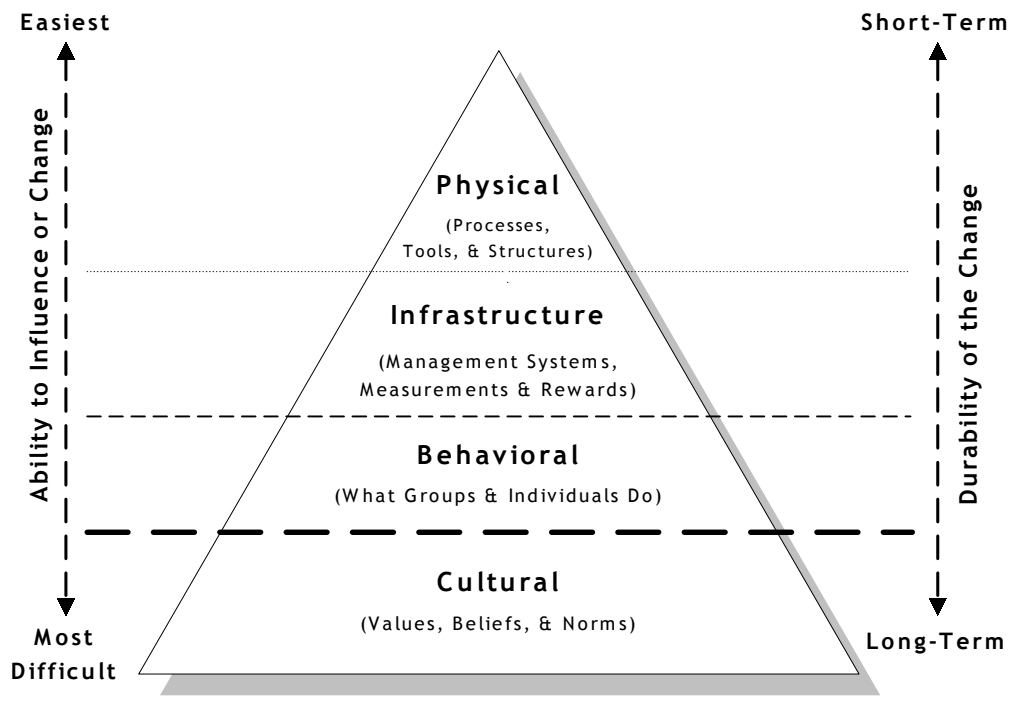 Easiest
Short-Term
Ability to Influence or Change
Durability of the Change
Physical
(Processes,
Tools, & Structures)
Infrastructure
(Management Systems,
Measurements & Rewards)
Behavioral
(What Groups & Individuals Do)
Cultural
(Values, Beliefs, & Norms)
Most
Difficult
Long-Term